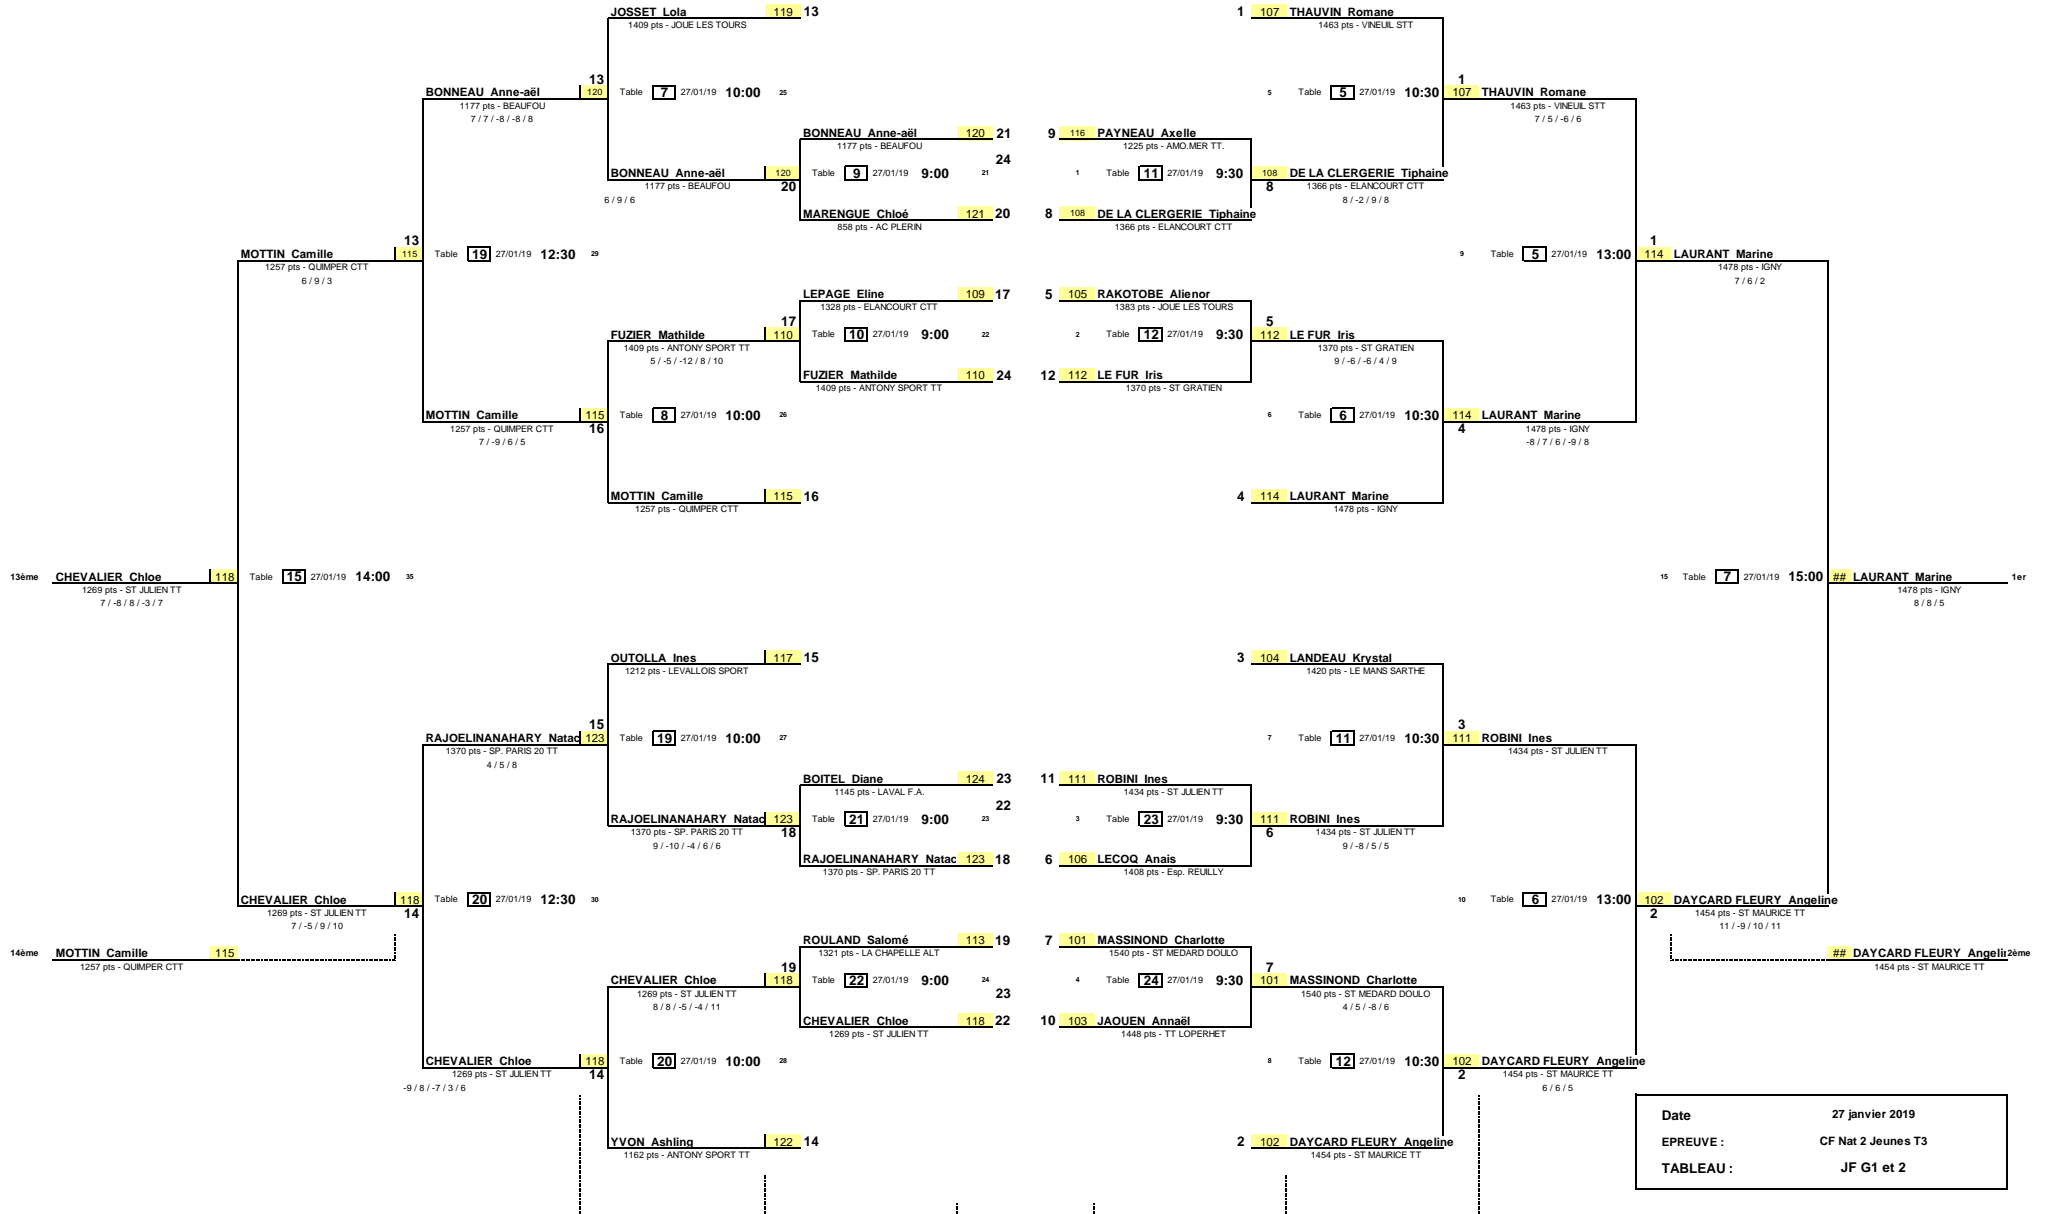 JOSSET Lola 119 13 1 107 THAUVIN Romane
1409 pts - JOUE LES TOURS 1463 pts - VINEUIL STT
13 1
BONNEAU Anne-aël 120 Table 7 27/01/19 10:00 25 5 Table 5 27/01/19 10:30 107 THAUVIN Romane
1177 pts - BEAUFOU 1463 pts - VINEUIL STT
7 / 7 / -8 / -8 / 8 7 / 5 / -6 / 6
BONNEAU Anne-aël 120 21 9 116 PAYNEAU Axelle
1177 pts - BEAUFOU 1225 pts - AMO.MER TT.
24
BONNEAU Anne-aël 120 Table 9 27/01/19 9:00 21 1 Table 11 27/01/19 9:30 108 DE LA CLERGERIE Tiphaine
1177 pts - BEAUFOU 20 8 1366 pts - ELANCOURT CTT
6 / 9 / 6 8 / -2 / 9 / 8
MARENGUE Chloé 121 20 8 108 DE LA CLERGERIE Tiphaine
858 pts - AC PLERIN 1366 pts - ELANCOURT CTT
13 1
MOTTIN Camille 115 Table 19 27/01/19 12:30 29 9 Table 5 27/01/19 13:00 114 LAURANT Marine
1257 pts - QUIMPER CTT 1478 pts - IGNY
6 / 9 / 3 7 / 6 / 2
LEPAGE Eline 109 17 5 105 RAKOTOBE Alienor
1328 pts - ELANCOURT CTT 1383 pts - JOUE LES TOURS
17 5
FUZIER Mathilde 110 Table 10 27/01/19 9:00 22 2 Table 12 27/01/19 9:30 112 LE FUR Iris
1409 pts - ANTONY SPORT TT 1370 pts - ST GRATIEN
5 / -5 / -12 / 8 / 10 9 / -6 / -6 / 4 / 9
FUZIER Mathilde 110 24 12 112 LE FUR Iris
1409 pts - ANTONY SPORT TT 1370 pts - ST GRATIEN
MOTTIN Camille 115 Table 8 27/01/19 10:00 26 6 Table 6 27/01/19 10:30 114 LAURANT Marine
1257 pts - QUIMPER CTT 16 4 1478 pts - IGNY
7 / -9 / 6 / 5 -8 / 7 / 6 / -9 / 8
MOTTIN Camille 115 16 4 114 LAURANT Marine
1257 pts - QUIMPER CTT 1478 pts - IGNY
13ème CHEVALIER Chloe 118 Table 15 27/01/19 14:00 35 15 Table 7 27/01/19 15:00 ## LAURANT Marine 1er
1269 pts - ST JULIEN TT 1478 pts - IGNY
7 / -8 / 8 / -3 / 7 8 / 8 / 5
OUTOLLA Ines 117 15 3 104 LANDEAU Krystal
1212 pts - LEVALLOIS SPORT 1420 pts - LE MANS SARTHE
15 3
RAJOELINANAHARY Natac 123 Table 19 27/01/19 10:00 27 7 Table 11 27/01/19 10:30 111 ROBINI Ines
1370 pts - SP. PARIS 20 TT 1434 pts - ST JULIEN TT
4 / 5 / 8
BOITEL Diane 124 23 11 111 ROBINI Ines
1145 pts - LAVAL F.A. 1434 pts - ST JULIEN TT
22
RAJOELINANAHARY Natac 123 Table 21 27/01/19 9:00 23 3 Table 23 27/01/19 9:30 111 ROBINI Ines
1370 pts - SP. PARIS 20 TT 18 6 1434 pts - ST JULIEN TT
9 / -10 / -4 / 6 / 6 9 / -8 / 5 / 5
RAJOELINANAHARY Natac 123 18 6 106 LECOQ Anais
1370 pts - SP. PARIS 20 TT 1408 pts - Esp. REUILLY
CHEVALIER Chloe 118 Table 20 27/01/19 12:30 30 10 Table 6 27/01/19 13:00 102 DAYCARD FLEURY Angeline
1269 pts - ST JULIEN TT 14 2 1454 pts - ST MAURICE TT
7 / -5 / 9 / 10 11 / -9 / 10 / 11
ROULAND Salomé 113 19 7 101 MASSINOND Charlotte
14ème MOTTIN Camille 115 1321 pts - LA CHAPELLE ALT 1540 pts - ST MEDARD DOULO ## DAYCARD FLEURY Angeli 2ème
1257 pts - QUIMPER CTT 19 7 1454 pts - ST MAURICE TT
CHEVALIER Chloe 118 Table 22 27/01/19 9:00 24 4 Table 24 27/01/19 9:30 101 MASSINOND Charlotte
1269 pts - ST JULIEN TT 23 1540 pts - ST MEDARD DOULO
8 / 8 / -5 / -4 / 11 4 / 5 / -8 / 6
CHEVALIER Chloe 118 22 10 103 JAOUEN Annaël
1269 pts - ST JULIEN TT 1448 pts - TT LOPERHET
CHEVALIER Chloe 118 Table 20 27/01/19 10:00 28 8 Table 12 27/01/19 10:30 102 DAYCARD FLEURY Angeline
1269 pts - ST JULIEN TT 14 2 1454 pts - ST MAURICE TT
-9 / 8 / -7 / 3 / 6 6 / 6 / 5
Date 27 janvier 2019
YVON Ashling 122 14 2 102 DAYCARD FLEURY Angeline EPREUVE : CF Nat 2 Jeunes T3
1162 pts - ANTONY SPORT TT 1454 pts - ST MAURICE TT
TABLEAU : JF G1 et 2